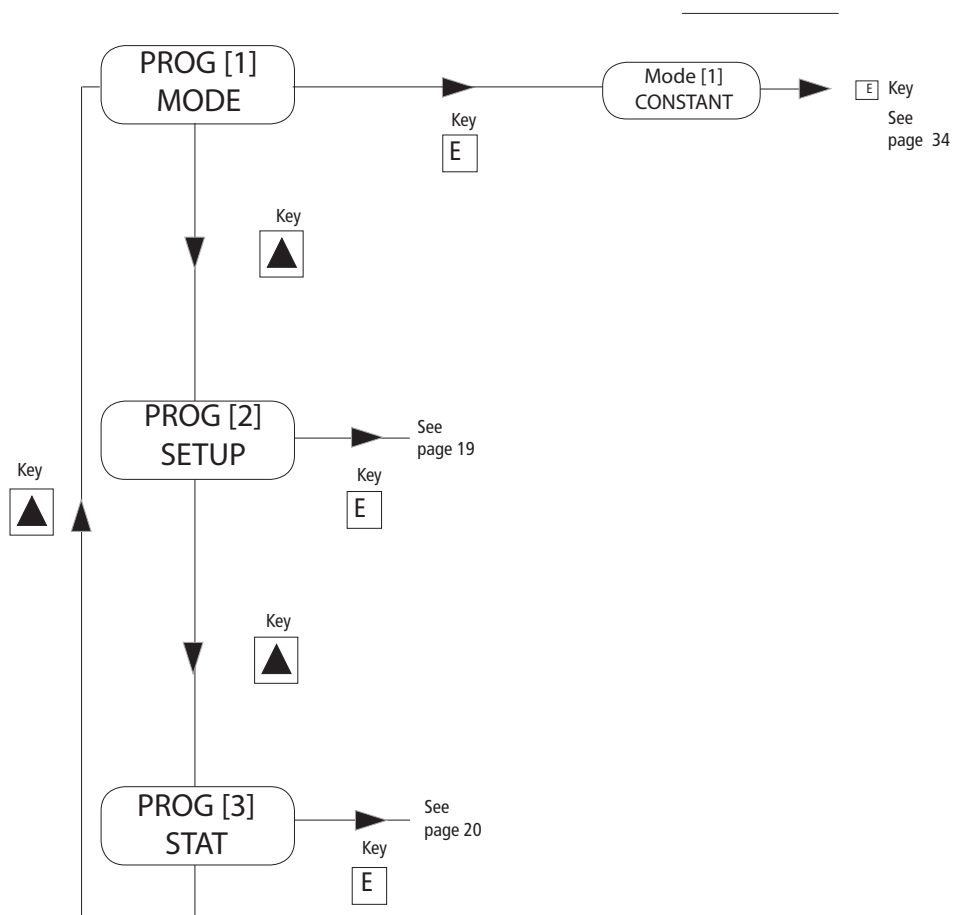 PROG [1]
MODE
Key
E
Mode [1]
CONSTANT
E Key
See
page 34
Key
PROG [2]
SETUP
See
page 19
Key
E
Key
Key
PROG [3]
STAT
See
page 20
Key
E